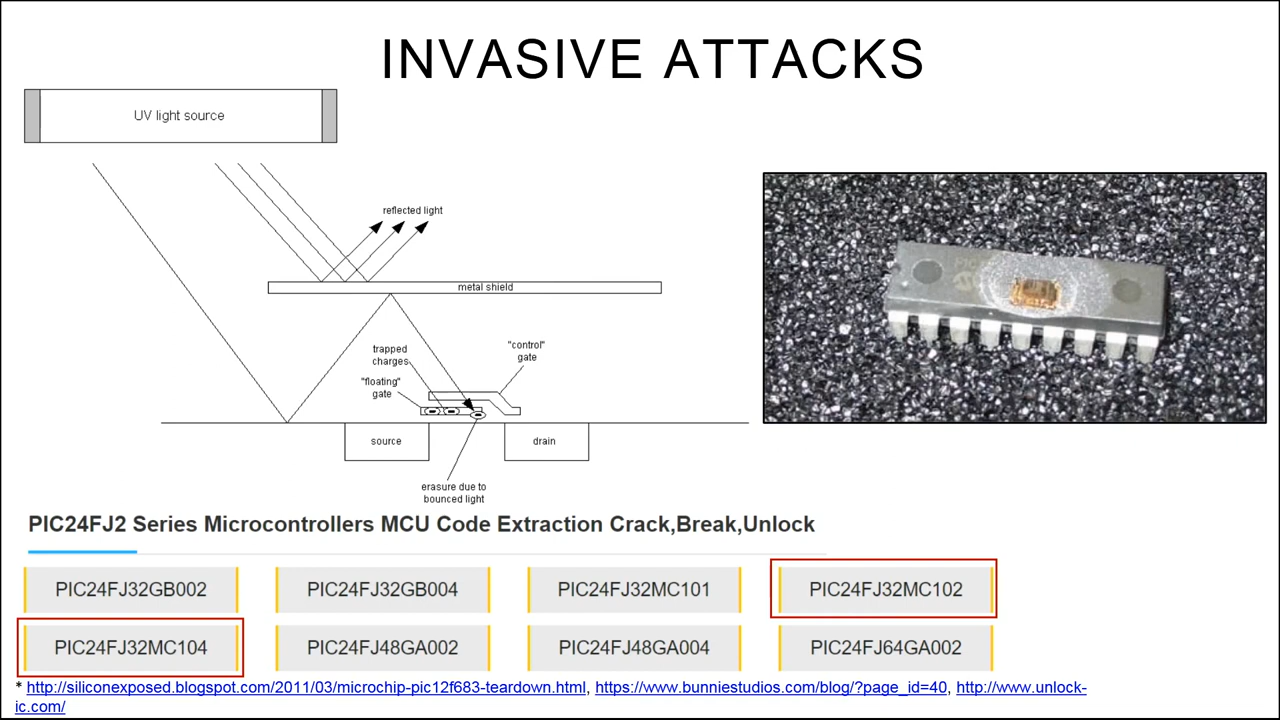 INVASIVE ATTACKS
UV light source
reflected light
metal shield
trapped
charges
"control"
gate
"floating"
gate
source
drain
erasure due to
bounced light
PIC24FJ2 Series Microcontrollers MCU Code Extraction Crack,Break,Unlock
PIC24FJ32GB002 PIC24FJ32GB004 PIC24FJ32MC101 PIC24FJ32MC102
PIC24FJ32MC104 PIC24FJ48GA002 PIC24FJ48GA004 PIC24FJ64GA002
* http://siliconexposed.blogspot.com/2011/03/microchip-pic12f683-teardown.html, https://www.bunniestudios.com/blog/?page_id=40, http://www.unlock-
ic.com/